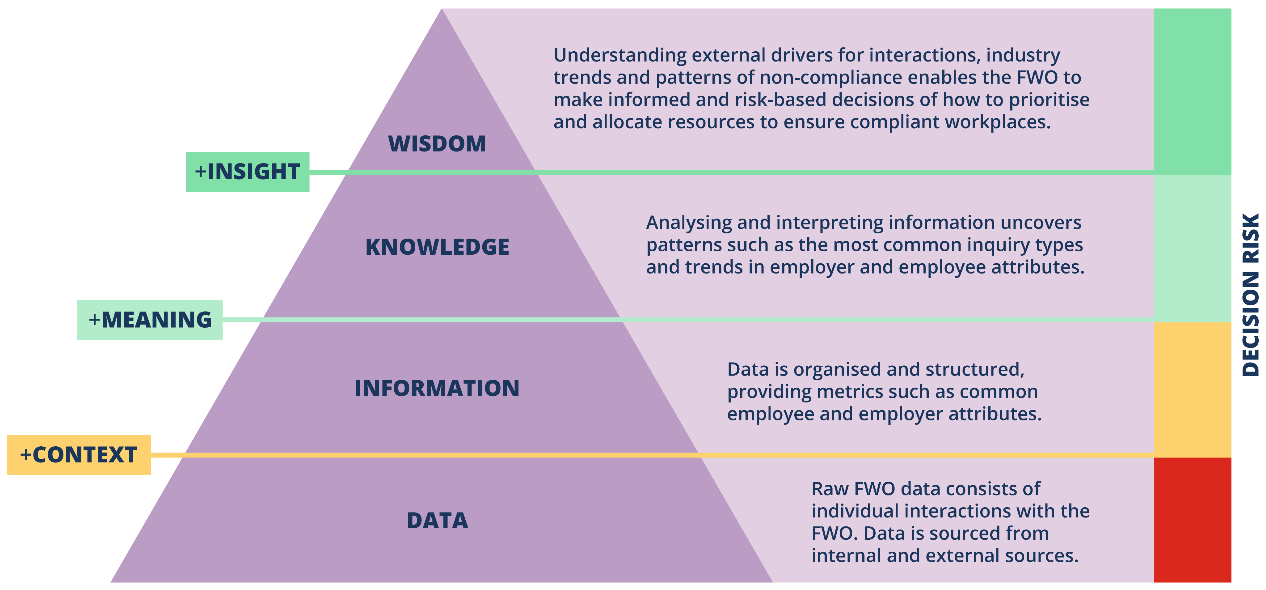 Understanding external drivers for interactions, industry
trends and patterns of non-compliance enables the FWO to
make informed and risk-based decisions of how to prioritise
and allocate resources to ensure compliant workplaces.
WISDOM
+INSIGHT
Analysing and interpreting information uncovers
patterns such as the most common inquiry types
and trends in employer and employee attributes.
KNOWLEDGE
+MEANING
Data is organised and structured,
providing metrics such as common
employee and employer attributes.
INFORMATION
+CONTEXT
Raw FWO data consists of
individual interactions with the
FWO. Data is sourced from
internal and external sources.
DATA
DECISION RISK